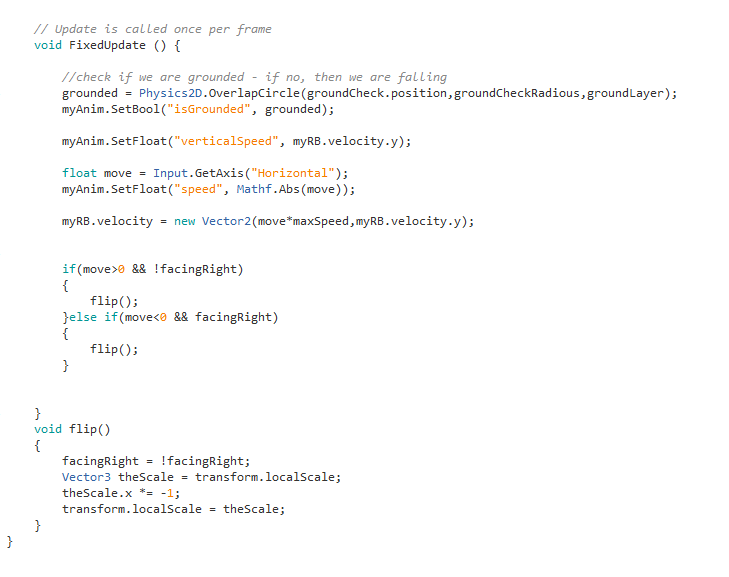 // Update is called once per frame
void FixedUpdate () {
//check if we are grounded - if no, then we are falling
grounded = Physics2D.OverlapCircle(groundCheck.position,groundCheckRadious,groundLayer);
myAnim.SetBool("isGrounded", grounded);
myAnim.SetFloat("verticalSpeed", myRB.velocity.y);
float move = Input.GetAxis("Horizontal");
myAnim.SetFloat("speed", Mathf.Abs(move));
myRB.velocity = new Vector2(move*maxSpeed,myRB.velocity.y);
if(move>0 && !facingRight)
{
flip();
}else if(move<0 && facingRight)
{
flip();
}
}
void flip()
{
facingRight = !facingRight;
Vector3 theScale = transform.localScale;
theScale.x *= -1;
transform.localScale = theScale;
}
}